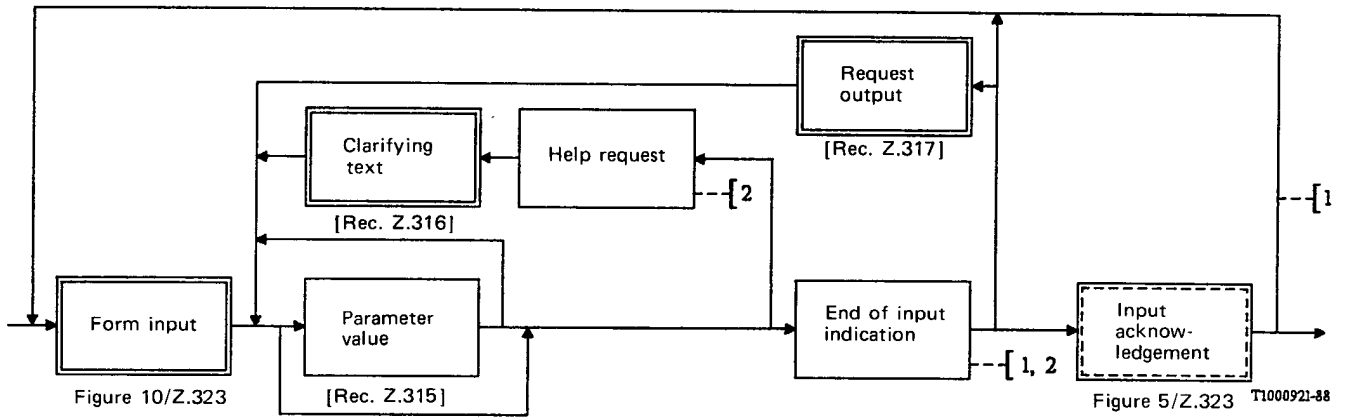 Request
output
[Rec. Z.317]
Clarifying
text
[Rec. Z.316]
Help request
[2
[1
Form input
Figure 10/Z.323
Parameter
value
[Rec. Z.315]
End of input
indication
[1, 2
Input
acknow-
ledgement
Figure 5/Z.323
T1000921-88